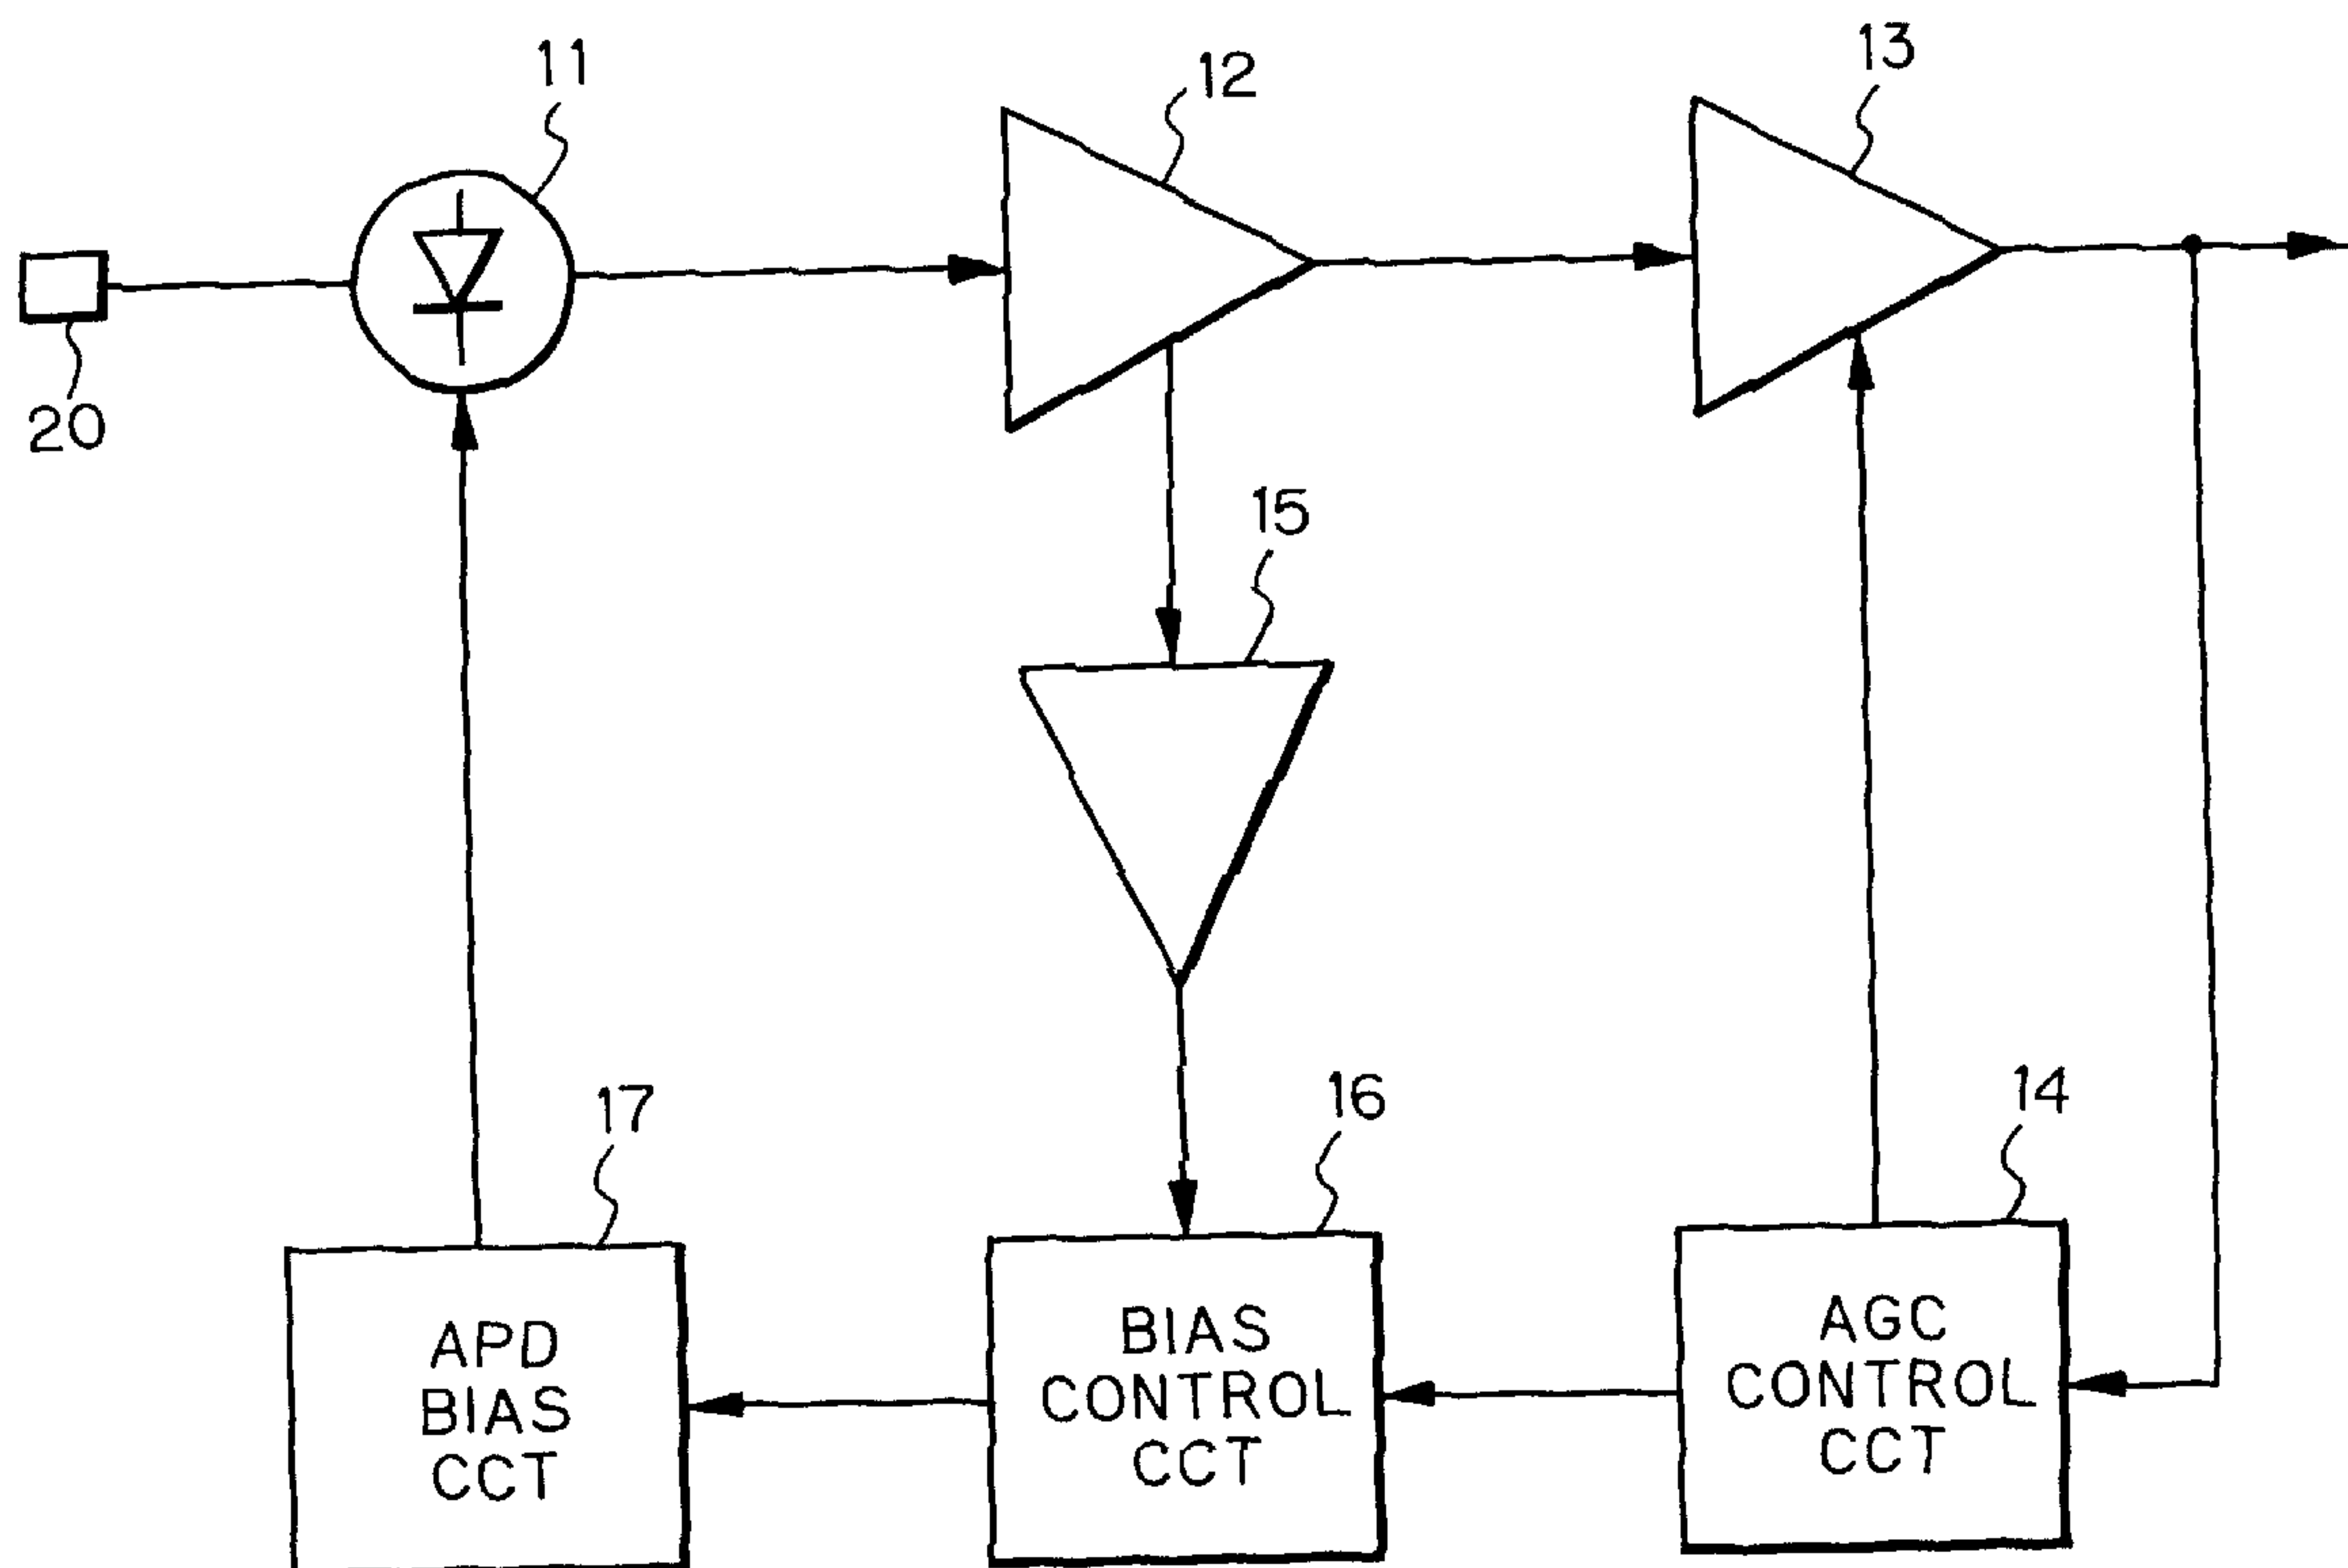 11
12
13
20
15
17
16
14
APD
BIAS
CCT
BIAS
CONTROL
CCT
AGC
CONTROL
CCT